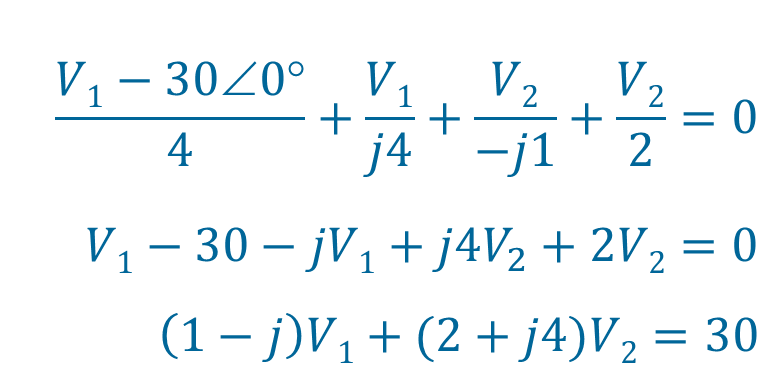 (V₁ − 30∠0°)/4 + V₁/j4 + V₂/−j1 + V₂/2 = 0
V₁ − 30 − jV₁ + j4V₂ + 2V₂ = 0
(1 − j)V₁ + (2 + j4)V₂ = 30